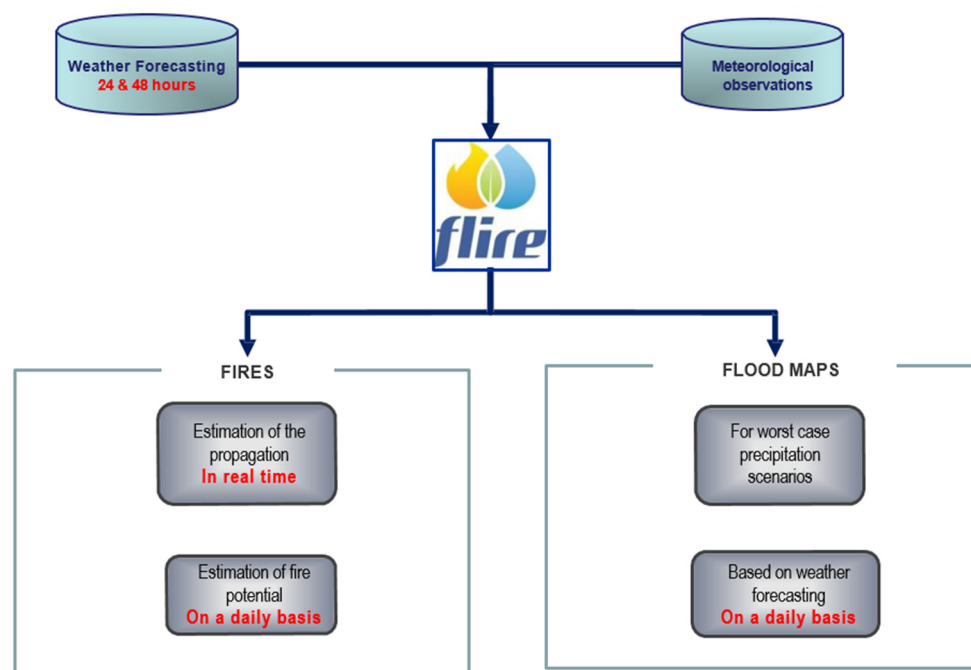 Weather Forecasting
24 & 48 hours
Meteorological
observations
flire
FIRES
Estimation of the
propagation
In real time
Estimation of fire
potential
On a daily basis
FLOOD MAPS
For worst case
precipitation
scenarios
Based on weather
forecasting
On a daily basis